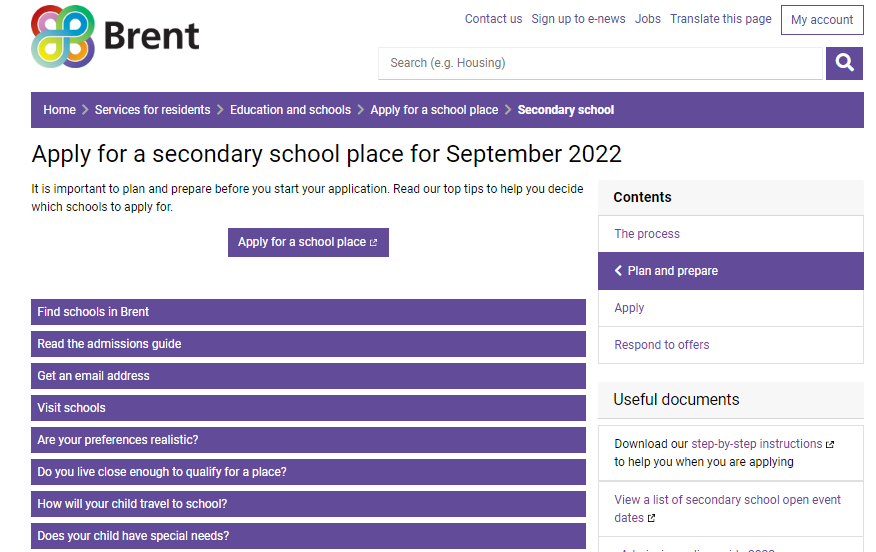 Brent
Contact us Sign up to e-news Jobs Translate this page My account
Search (e.g. Housing)
Home Services for residents Education and schools Apply for a school place Secondary school
Apply for a secondary school place for September 2022
It is important to plan and prepare before you start your application. Read our top tips to help you decide
which schools to apply for.
Apply for a school place
Find schools in Brent
Read the admissions guide
Get an email address
Visit schools
Are your preferences realistic?
Do you live close enough to qualify for a place?
How will your child travel to school?
Does your child have special needs?
Contents
The process
Plan and prepare
Apply
Respond to offers
Useful documents
Download our step-by-step instructions
to help you when you are applying
View a list of secondary school open event
dates